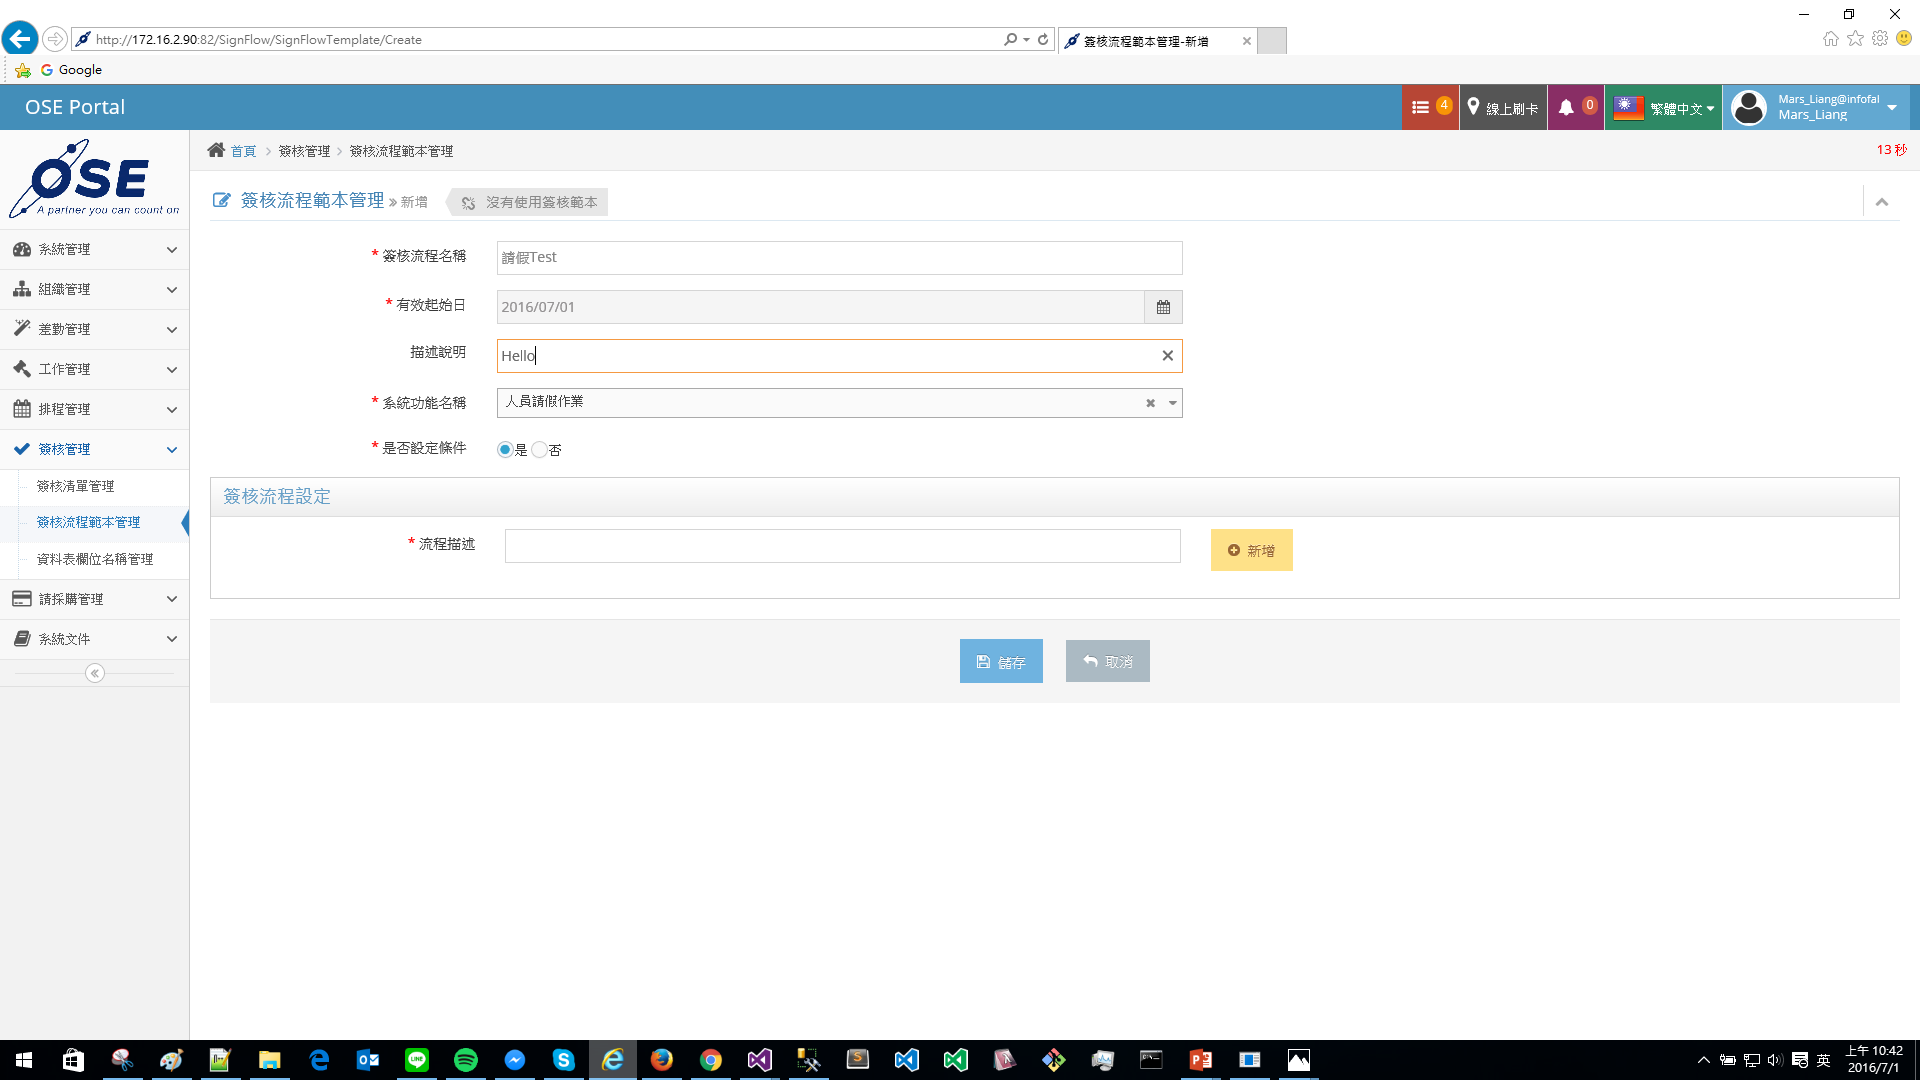 http://172.16.2.90:82/SignFlow/SignFlowTemplate/Create
簽核流程範本管理-新增
Google
OSE Portal
4
線上刷卡
0
繁體中文
Mars_Liang@infofal
Mars_Liang
OSE
A partner you can count on
首頁 > 簽核管理 > 簽核流程範本管理
13 秒
簽核流程範本管理 » 新增
沒有使用簽核範本
系統管理
組織管理
差勤管理
工作管理
排程管理
簽核管理
簽核清單管理
簽核流程範本管理
資料表欄位名稱管理
請採購管理
系統文件
* 簽核流程名稱
請假Test
* 有效起始日
2016/07/01
描述說明
Hello
* 系統功能名稱
人員請假作業
* 是否設定條件
是 否
簽核流程設定
* 流程描述
新增
儲存
取消
英
上午 10:42
2016/7/1